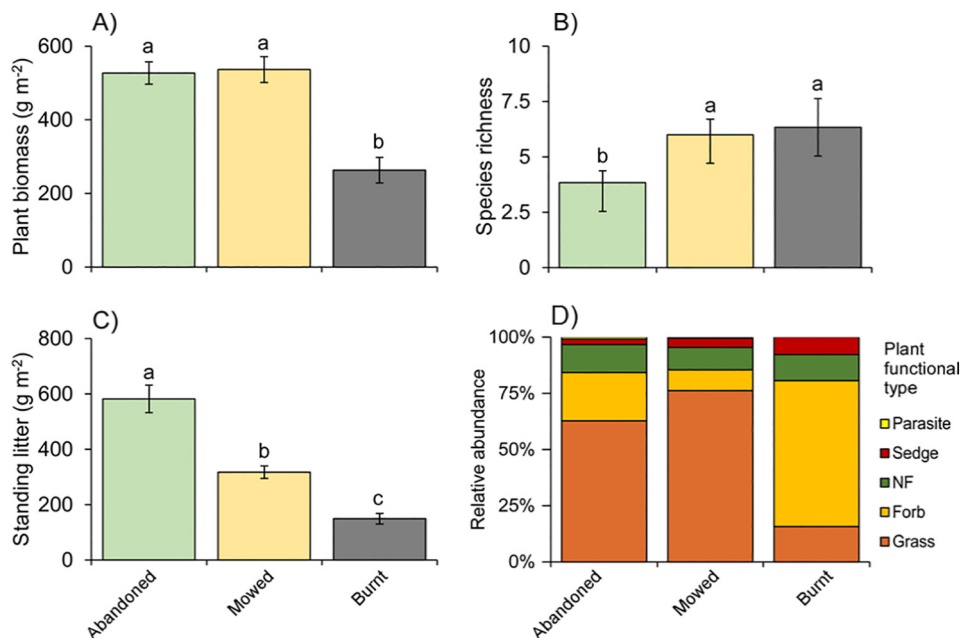 A)
Plant biomass (g m-2)
600
400
200
0
a
a
b
B)
Species richness
10
7.5
5
2.5
0
b
a
a
C)
Standing litter (g m-2)
800
600
400
200
0
a
b
c
Abandoned
Mowed
Burnt
D)
Relative abundance
100%
75%
50%
25%
0%
Abandoned
Mowed
Burnt
Plant
functional
type
Parasite
Sedge
NF
Forb
Grass